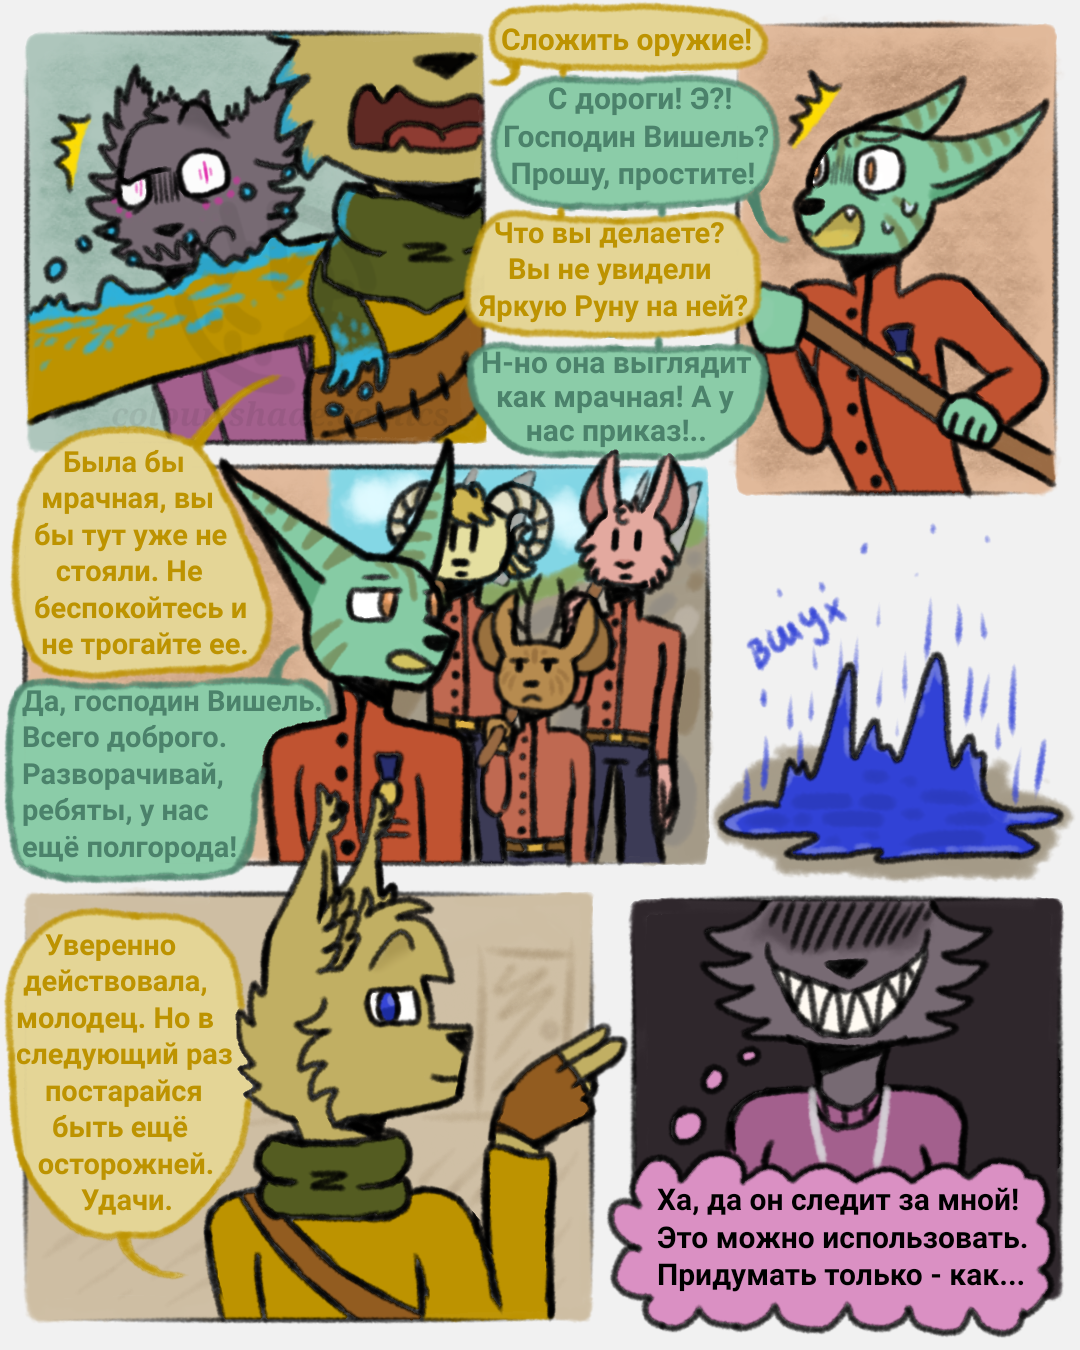 Сложить оружие!
С дороги! Э?!
Господин Вишель?
Прошу, простите!
Что вы делаете?
Вы не увидели
Яркую Руну на ней?
Н-но она выглядит
как мрачная! А у
нас приказ!..
colourshadecomics
Была бы
мрачная, вы
бы тут уже не
стояли. Не
беспокойтесь и
не трогайте ее.
Да, господин Вишель.
Всего доброго.
Разворачивай,
ребяты, у нас
ещё полгорода!
вшух
Уверенно
действовала,
молодец. Но в
следующий раз
постарайся
быть ещё
осторожней.
Удачи.
Ха, да он следит за мной!
Это можно использовать.
Придумать только - как...